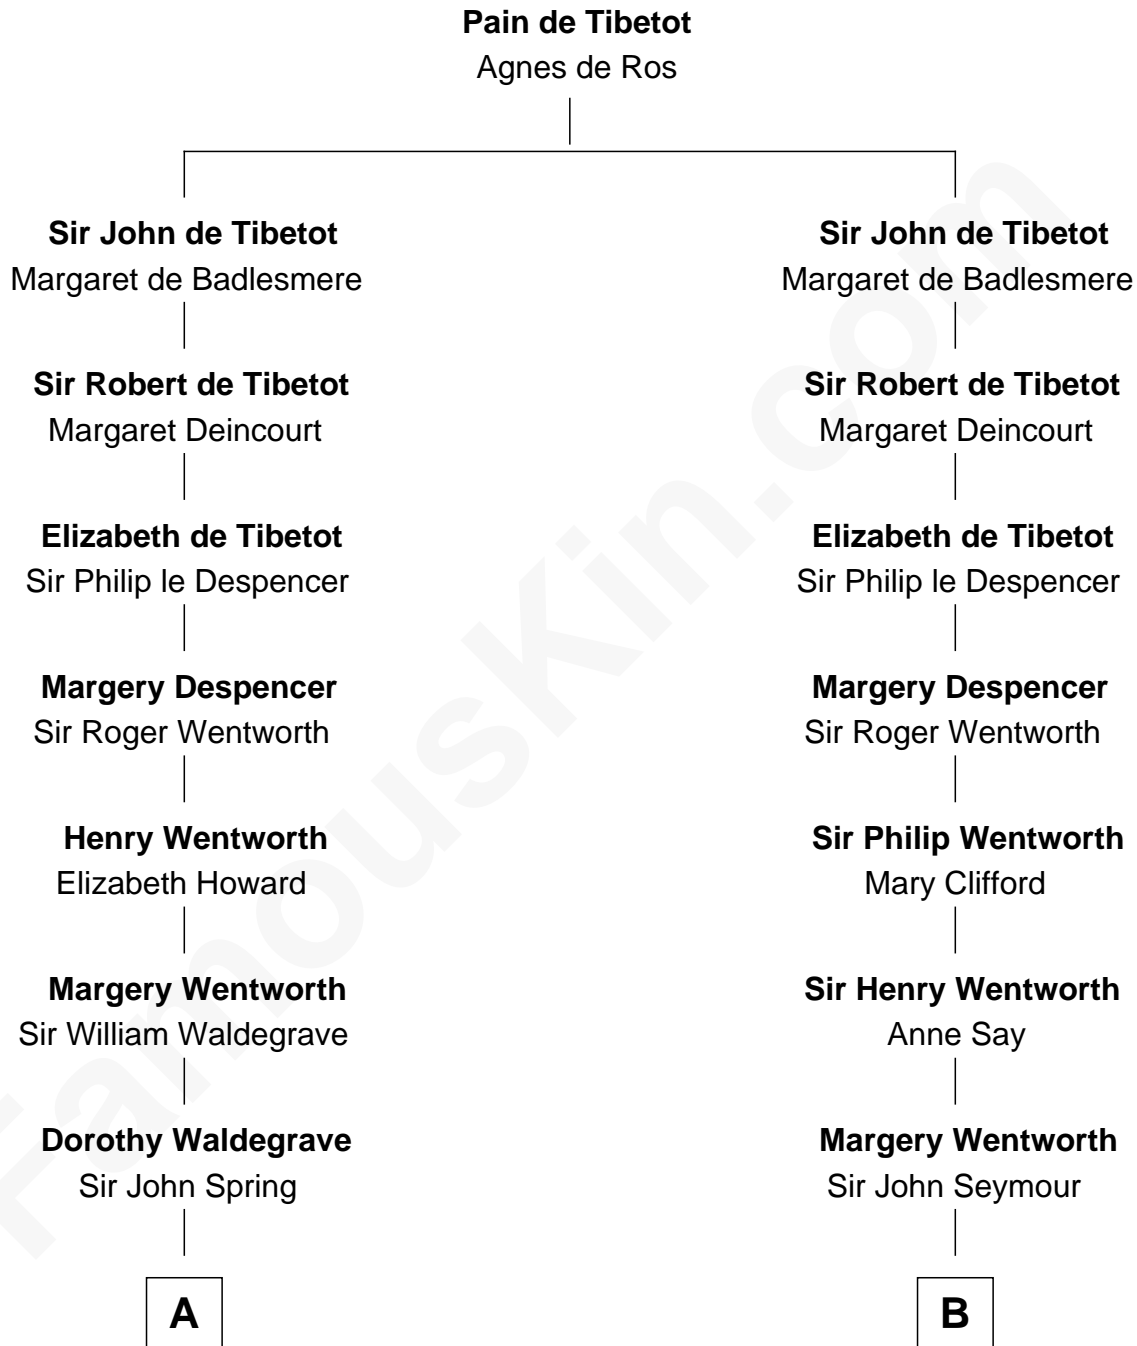 Pain de Tibetot
Agnes de Ros
Sir John de Tibetot
Margaret de Badlesmere
Sir Robert de Tibetot
Margaret Deincourt
Elizabeth de Tibetot
Sir Philip le Despencer
Margery Despencer
Sir Roger Wentworth
Henry Wentworth
Elizabeth Howard
Margery Wentworth
Sir William Waldegrave
Dorothy Waldegrave
Sir John Spring
A
Sir John de Tibetot
Margaret de Badlesmere
Sir Robert de Tibetot
Margaret Deincourt
Elizabeth de Tibetot
Sir Philip le Despencer
Margery Despencer
Sir Roger Wentworth
Sir Philip Wentworth
Mary Clifford
Sir Henry Wentworth
Anne Say
Margery Wentworth
Sir John Seymour
B
FamousKin.com